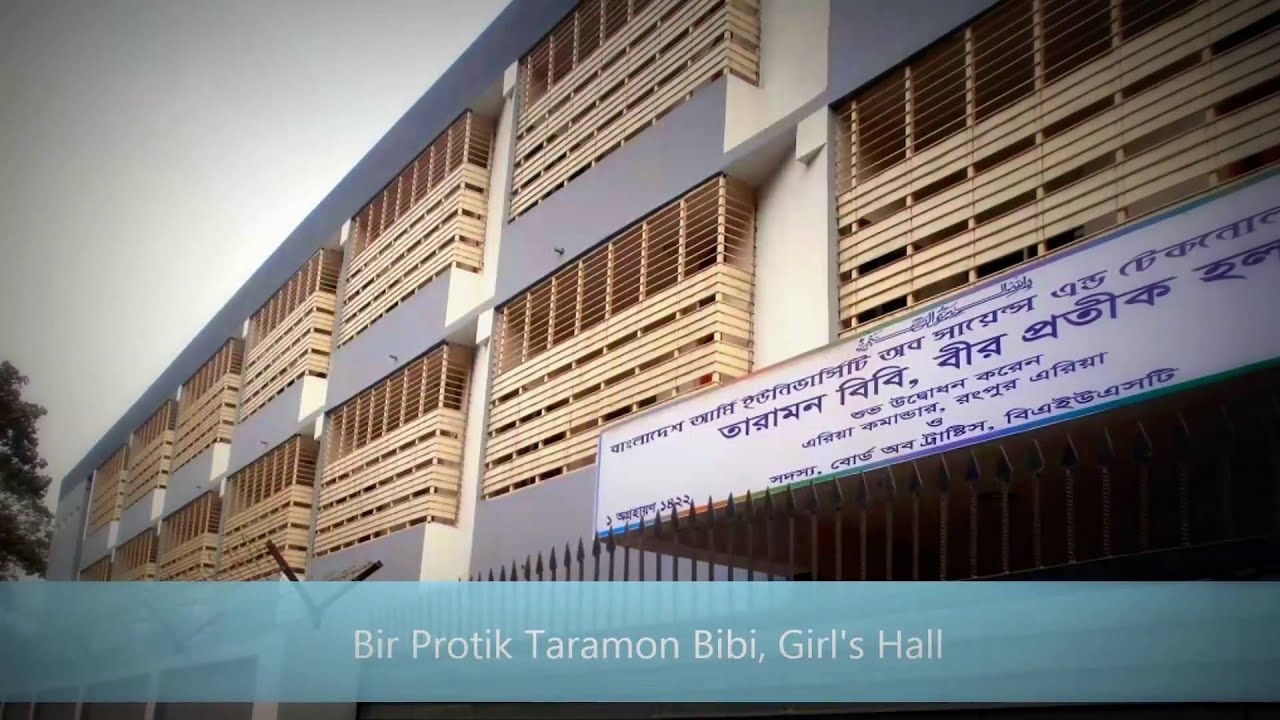 বাংলাদেশ আর্মি ইউনিভার্সিটি অব সায়েন্স এন্ড টেকনোল
তারামন বিবি, বীর প্রতীক হল
শুভ উদ্বোধন করেন
এরিয়া কমান্ডার, রংপুর এরিয়া
ও
সদস্য, বোর্ড অব ট্রাষ্টিস, বিএইউএসটি
১ অগ্রহায়ণ ১৪২২
Bir Protik Taramon Bibi, Girl's Hall